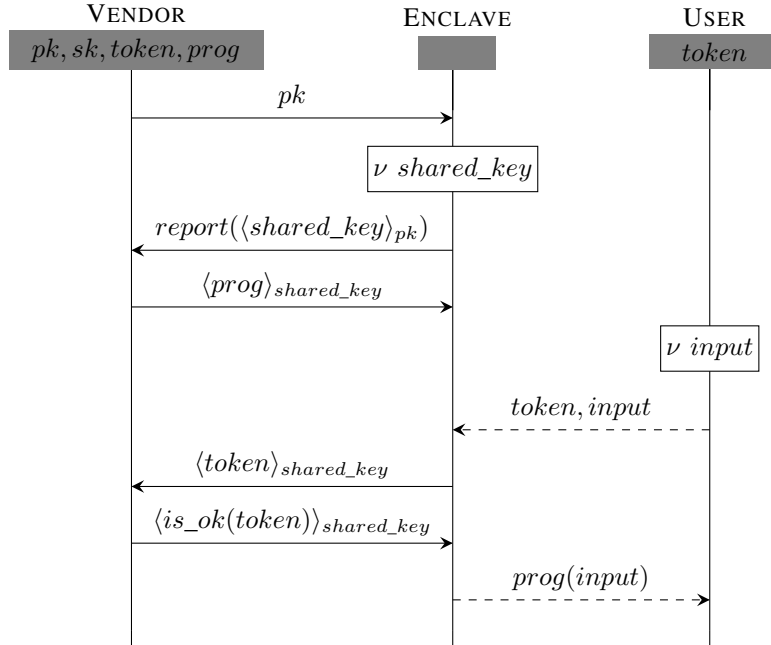 VENDOR ENCLAVE USER
pk, sk, token, prog token
pk
ν shared_key
report(⟨shared_key⟩pk)
⟨prog⟩shared_key
ν input
token, input
⟨token⟩shared_key
⟨is_ok(token)⟩shared_key
prog(input)